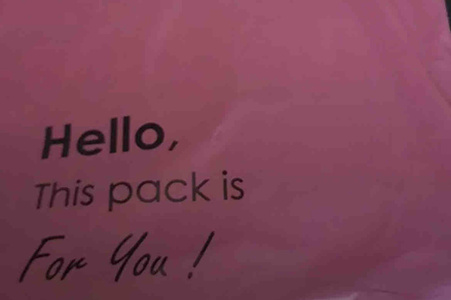 Hello,
This pack is
For You !